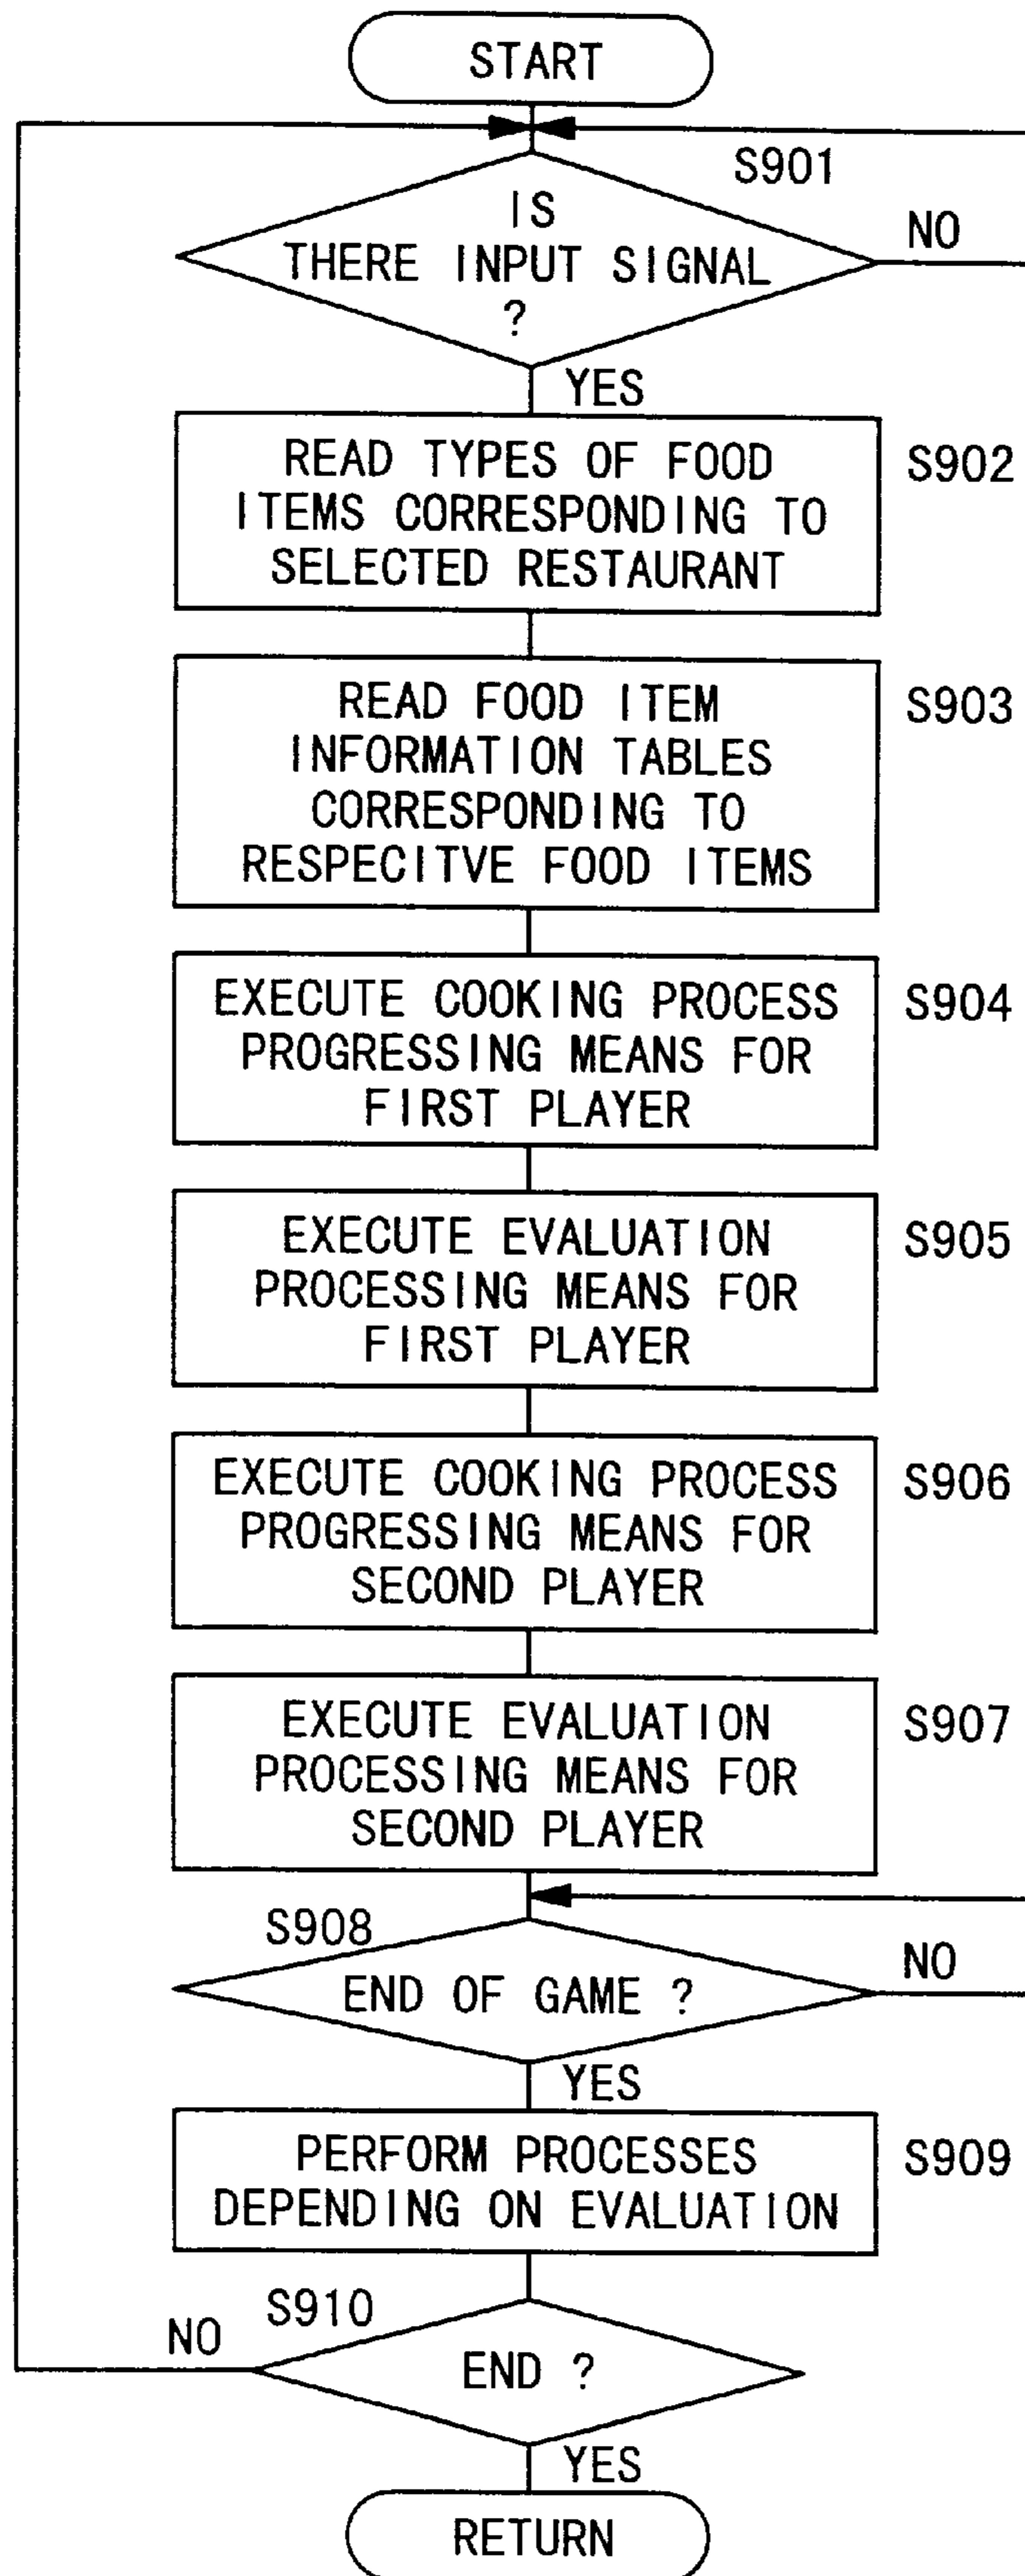 START
S901
IS
THERE INPUT SIGNAL
?
NO
YES
READ TYPES OF FOOD
ITEMS CORRESPONDING TO
SELECTED RESTAURANT
S902
READ FOOD ITEM
INFORMATION TABLES
CORRESPONDING TO
RESPECITVE FOOD ITEMS
S903
EXECUTE COOKING PROCESS
PROGRESSING MEANS FOR
FIRST PLAYER
S904
EXECUTE EVALUATION
PROCESSING MEANS FOR
FIRST PLAYER
S905
EXECUTE COOKING PROCESS
PROGRESSING MEANS FOR
SECOND PLAYER
S906
EXECUTE EVALUATION
PROCESSING MEANS FOR
SECOND PLAYER
S907
S908
END OF GAME ?
NO
YES
PERFORM PROCESSES
DEPENDING ON EVALUATION
S909
S910
NO
END ?
YES
RETURN